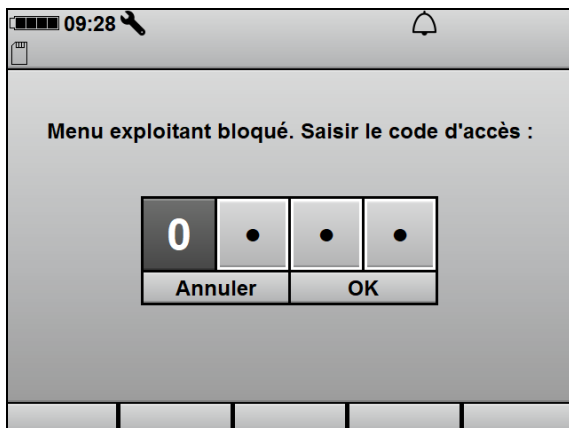 09:28
Menu exploitant bloqué. Saisir le code d'accès :
0 • • •
Annuler OK